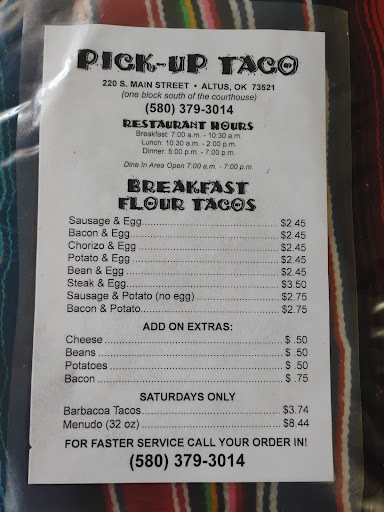 PICK-UP TACO
220 S. MAIN STREET • ALTUS, OK 73521
(one block south of the courthouse)
(580) 379-3014
RESTAURANT HOURS
Breakfast: 7:00 a.m. - 10:30 a.m.
Lunch: 10:30 a.m. - 2:00 p.m.
Dinner: 5:00 p.m. - 7:00 p.m.
Dine In Area Open 7:00 a.m. - 7:00 p.m.
BREAKFAST
FLOUR TACOS
Sausage & Egg $2.45
Bacon & Egg $2.45
Chorizo & Egg $2.45
Potato & Egg $2.45
Bean & Egg $2.45
Steak & Egg $3.50
Sausage & Potato (no egg) $2.75
Bacon & Potato $2.75
ADD ON EXTRAS:
Cheese $ .50
Beans $ .50
Potatoes $ .50
Bacon $ .75
SATURDAYS ONLY
Barbacoa Tacos $3.74
Menudo (32 oz) $8.44
FOR FASTER SERVICE CALL YOUR ORDER IN!
(580) 379-3014